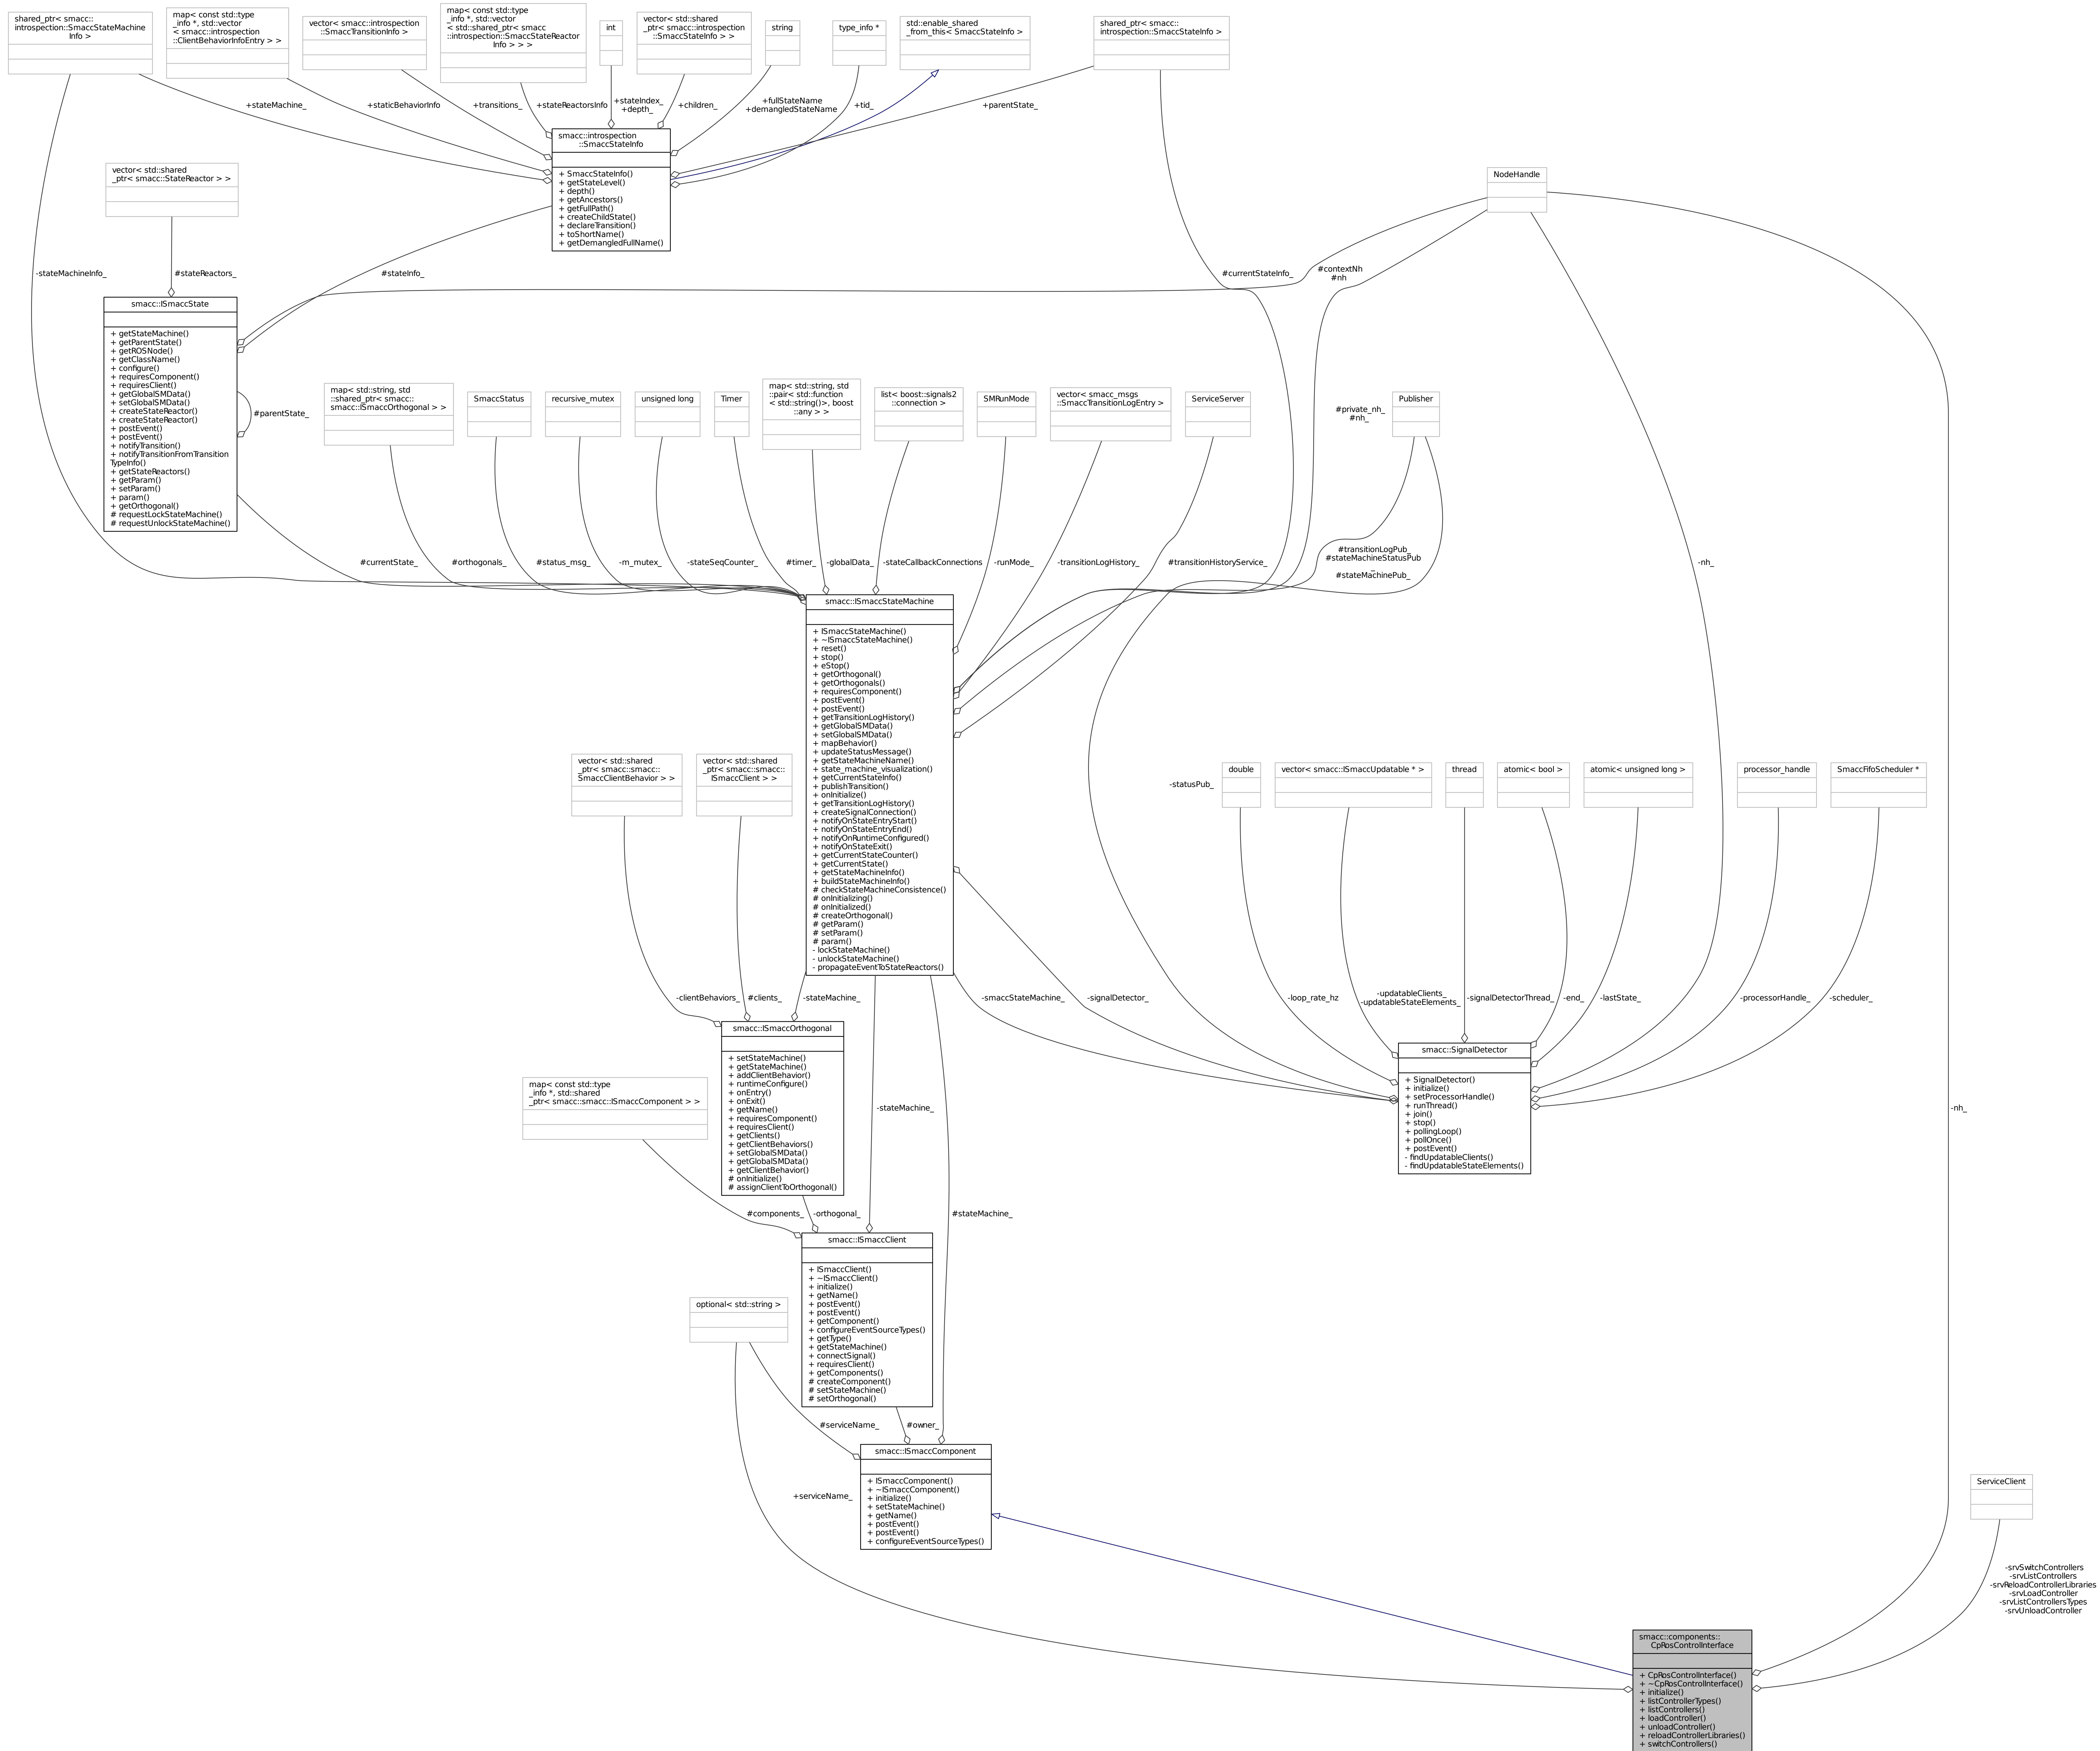 shared_ptr< smacc::
introspection::SmaccStateMachine
Info >
map< const std::type
_info *, std::vector
< smacc::introspection
::ClientBehaviorInfoEntry > >
vector< smacc::introspection
::SmaccTransitionInfo >
map< const std::type
_info *, std::vector
< std::shared_ptr< smacc
::introspection::SmaccStateReactor
Info > > >
int
vector< std::shared
_ptr< smacc::introspection
::SmaccStateInfo > >
string
type_info *
std::enable_shared
_from_this< SmaccStateInfo >
shared_ptr< smacc::
introspection::SmaccStateInfo >
+stateMachine_
+staticBehaviorInfo
+transitions_
+stateReactorsInfo
+stateIndex_
+depth_
+children_
+fullStateName
+demangledStateName
+tid_
+parentState_
smacc::introspection
::SmaccStateInfo
+ SmaccStateInfo()
+ getStateLevel()
+ depth()
+ getAncestors()
+ getFullPath()
+ createChildState()
+ declareTransition()
+ toShortName()
+ getDemangledFullName()
vector< std::shared
_ptr< smacc::StateReactor > >
NodeHandle
-stateMachineInfo_
#stateReactors_
#stateInfo_
#currentStateInfo_
#contextNh
#nh
smacc::ISmaccState
+ getStateMachine()
+ getParentState()
+ getROSNode()
+ getClassName()
+ configure()
+ requiresComponent()
+ requiresClient()
+ getGlobalSMData()
+ setGlobalSMData()
+ createStateReactor()
+ createStateReactor()
+ postEvent()
+ postEvent()
+ notifyTransition()
+ notifyTransitionFromTransition
TypeInfo()
+ getStateReactors()
+ getParam()
+ setParam()
+ param()
+ getOrthogonal()
# requestLockStateMachine()
# requestUnlockStateMachine()
#parentState_
map< std::string, std
::shared_ptr< smacc::
smacc::ISmaccOrthogonal > >
SmaccStatus
recursive_mutex
unsigned long
Timer
map< std::string, std
::pair< std::function
< std::string()>, boost
::any > >
list< boost::signals2
::connection >
SMRunMode
vector< smacc_msgs
::SmaccTransitionLogEntry >
ServiceServer
#private_nh_
#nh_
Publisher
#currentState_
#orthogonals_
#status_msg_
-m_mutex_
-stateSeqCounter_
#timer_
-globalData_
-stateCallbackConnections
-runMode_
-transitionLogHistory_
#transitionHistoryService_
#transitionLogPub_
#stateMachineStatusPub
_
#stateMachinePub_
-nh_
smacc::ISmaccStateMachine
+ ISmaccStateMachine()
+ ~ISmaccStateMachine()
+ reset()
+ stop()
+ eStop()
+ getOrthogonal()
+ getOrthogonals()
+ requiresComponent()
+ postEvent()
+ postEvent()
+ getTransitionLogHistory()
+ getGlobalSMData()
+ setGlobalSMData()
+ mapBehavior()
+ updateStatusMessage()
+ getStateMachineName()
+ state_machine_visualization()
+ getCurrentStateInfo()
+ publishTransition()
+ onInitialize()
+ getTransitionLogHistory()
+ createSignalConnection()
+ notifyOnStateEntryStart()
+ notifyOnStateEntryEnd()
+ notifyOnRuntimeConfigured()
+ notifyOnStateExit()
+ getCurrentStateCounter()
+ getCurrentState()
+ getStateMachineInfo()
+ buildStateMachineInfo()
# checkStateMachineConsistence()
# onInitializing()
# onInitialized()
# createOrthogonal()
# getParam()
# setParam()
# param()
- lockStateMachine()
- unlockStateMachine()
- propagateEventToStateReactors()
vector< std::shared
_ptr< smacc::smacc::
SmaccClientBehavior > >
vector< std::shared
_ptr< smacc::smacc::
ISmaccClient > >
-statusPub_
double
vector< smacc::ISmaccUpdatable * >
thread
atomic< bool >
atomic< unsigned long >
processor_handle
SmaccFifoScheduler *
-clientBehaviors_
#clients_
-stateMachine_
-smaccStateMachine_
-signalDetector_
-loop_rate_hz
-updatableClients_
-updatableStateElements_
-signalDetectorThread_
-end_
-lastState_
-processorHandle_
-scheduler_
smacc::ISmaccOrthogonal
+ setStateMachine()
+ getStateMachine()
+ addClientBehavior()
+ runtimeConfigure()
+ onEntry()
+ onExit()
+ getName()
+ requiresComponent()
+ requiresClient()
+ getClients()
+ getClientBehaviors()
+ setGlobalSMData()
+ getGlobalSMData()
+ getClientBehavior()
# onInitialize()
# assignClientToOrthogonal()
smacc::SignalDetector
+ SignalDetector()
+ initialize()
+ setProcessorHandle()
+ runThread()
+ join()
+ stop()
+ pollingLoop()
+ pollOnce()
+ postEvent()
- findUpdatableClients()
- findUpdatableStateElements()
map< const std::type
_info *, std::shared
_ptr< smacc::smacc::ISmaccComponent > >
-stateMachine_
-nh_
#components_
-orthogonal_
#stateMachine_
smacc::ISmaccClient
+ ISmaccClient()
+ ~ISmaccClient()
+ initialize()
+ getName()
+ postEvent()
+ postEvent()
+ getComponent()
+ configureEventSourceTypes()
+ getType()
+ getStateMachine()
+ connectSignal()
+ requiresClient()
+ getComponents()
# createComponent()
# setStateMachine()
# setOrthogonal()
optional< std::string >
#serviceName_
#owner_
smacc::ISmaccComponent
+ ISmaccComponent()
+ ~ISmaccComponent()
+ initialize()
+ setStateMachine()
+ getName()
+ postEvent()
+ postEvent()
+ configureEventSourceTypes()
+serviceName_
ServiceClient
-srvSwitchControllers
-srvListControllers
-srvReloadControllerLibraries
-srvLoadController
-srvListControllersTypes
-srvUnloadController
smacc::components::
CpRosControlInterface
+ CpRosControlInterface()
+ ~CpRosControlInterface()
+ initialize()
+ listControllerTypes()
+ listControllers()
+ loadController()
+ unloadController()
+ reloadControllerLibraries()
+ switchControllers()